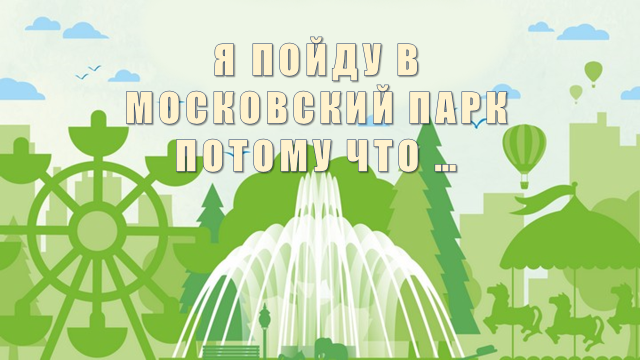 Я ПОЙДУ В
МОСКОВСКИЙ ПАРК
ПОТОМУ ЧТО ...